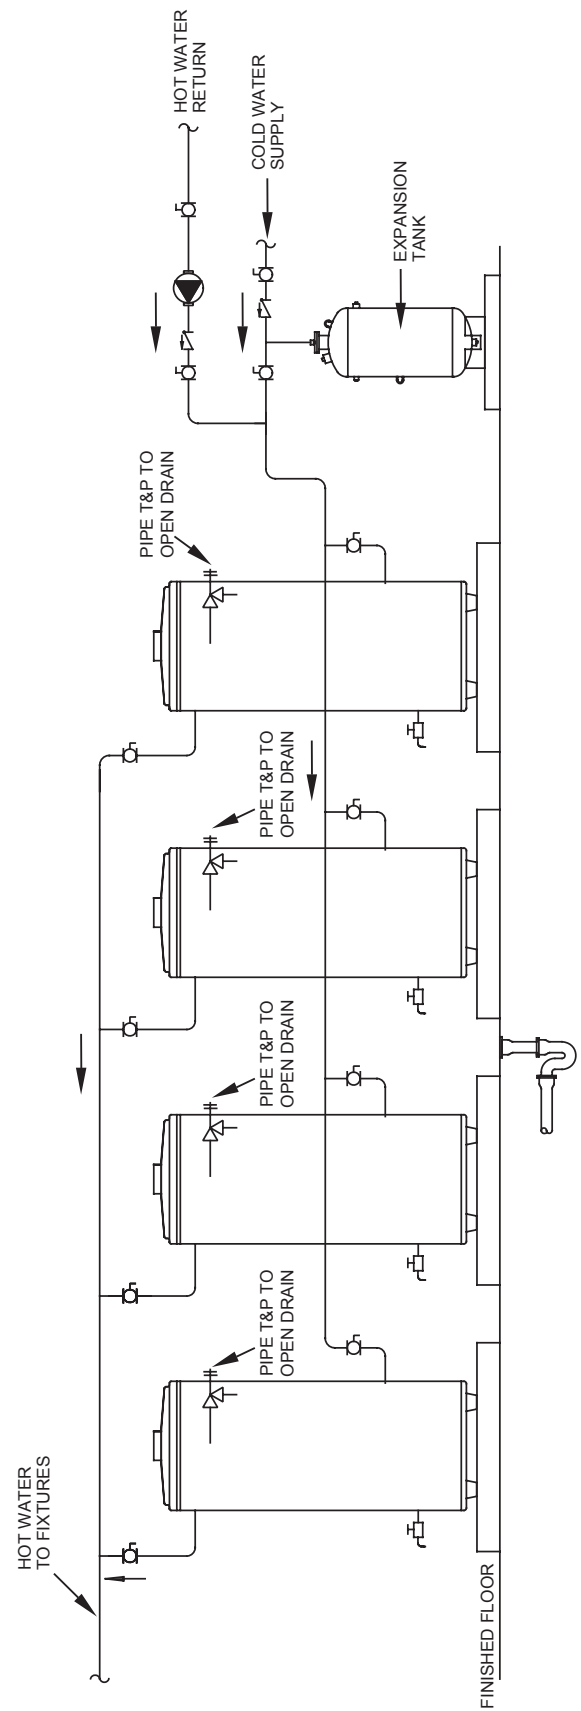 HOT WATER
TO FIXTURES
PIPE T&P TO
OPEN DRAIN
PIPE T&P TO
OPEN DRAIN
PIPE T&P TO
OPEN DRAIN
PIPE T&P TO
OPEN DRAIN
HOT WATER
RETURN
COLD WATER
SUPPLY
EXPANSION
TANK
FINISHED FLOOR